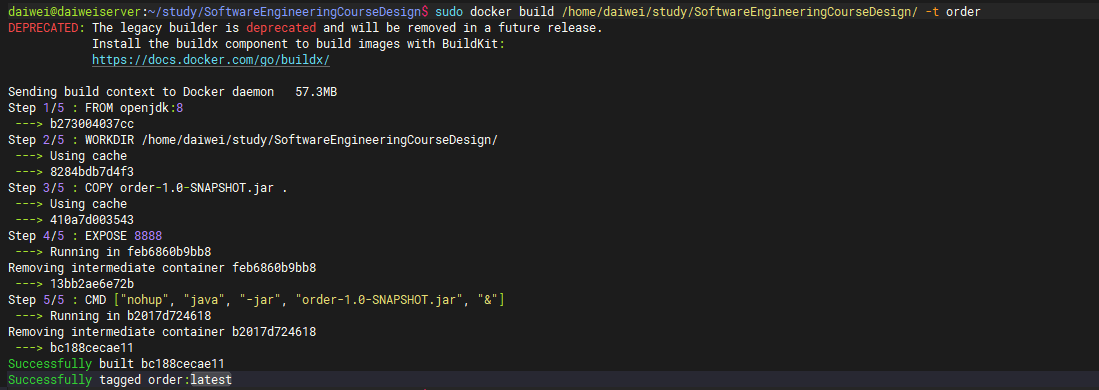 daiwei@daiweiserver:~/study/SoftwareEngineeringCourseDesign$ sudo docker build /home/daiwei/study/SoftwareEngineeringCourseDesign/ -t order
DEPRECATED: The legacy builder is deprecated and will be removed in a future release.
            Install the buildx component to build images with BuildKit:
            https://docs.docker.com/go/buildx/

Sending build context to Docker daemon   57.3MB
Step 1/5 : FROM openjdk:8
 ---> b273004037cc
Step 2/5 : WORKDIR /home/daiwei/study/SoftwareEngineeringCourseDesign/
 ---> Using cache
 ---> 8284bdb7d4f3
Step 3/5 : COPY order-1.0-SNAPSHOT.jar .
 ---> Using cache
 ---> 410a7d003543
Step 4/5 : EXPOSE 8888
 ---> Running in feb6860b9bb8
Removing intermediate container feb6860b9bb8
 ---> 13bb2ae6e72b
Step 5/5 : CMD ["nohup", "java", "-jar", "order-1.0-SNAPSHOT.jar", "&"]
 ---> Running in b2017d724618
Removing intermediate container b2017d724618
 ---> bc188cecae11
Successfully built bc188cecae11
Successfully tagged order:latest